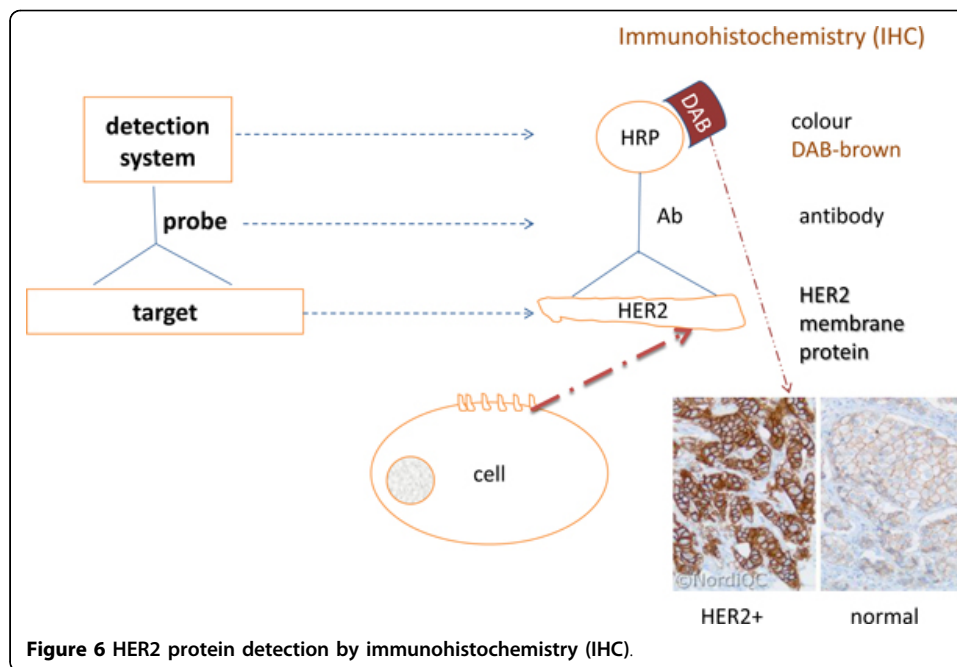 Immunohistochemistry (IHC)
detection
system
HRP
DAB
colour
DAB-brown
probe
Ab
antibody
target
HER2
HER2
membrane
protein
cell
©NordiQC
HER2+
normal
Figure 6 HER2 protein detection by immunohistochemistry (IHC).